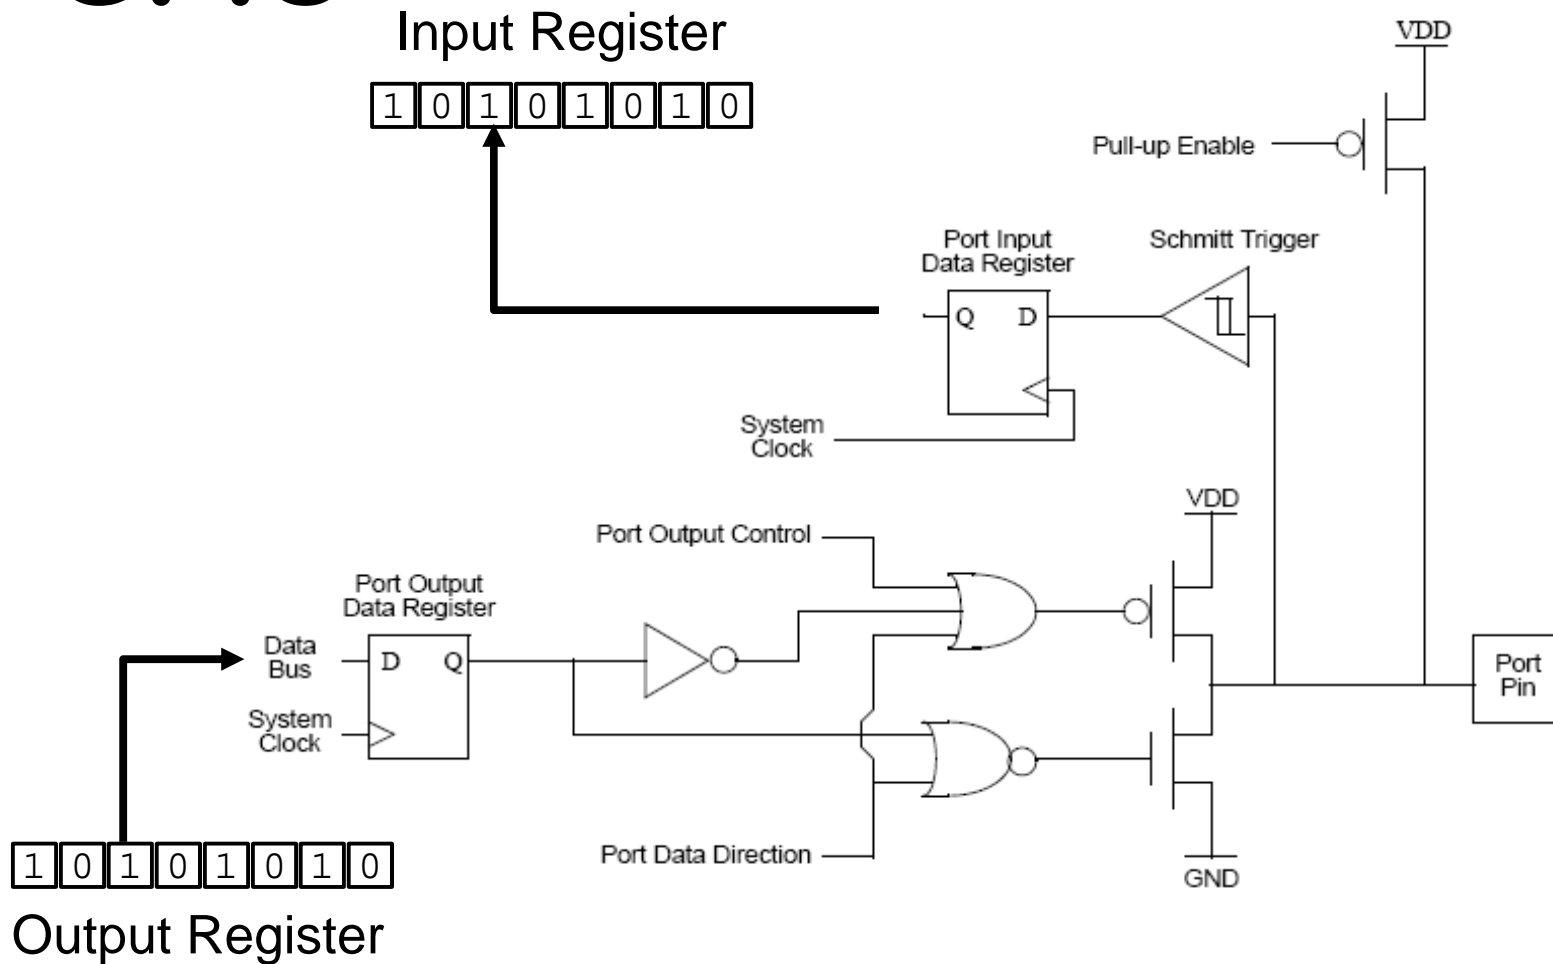 Input Register
1 0 1 0 1 0 1 0
VDD
Pull-up Enable
Port Input
Data Register
Schmitt Trigger
Q D
System
Clock
VDD
Port Output Control
Port Output
Data Register
Data
Bus
D Q
Port
Pin
System
Clock
Port Data Direction
1 0 1 0 1 0 1 0
GND
Output Register